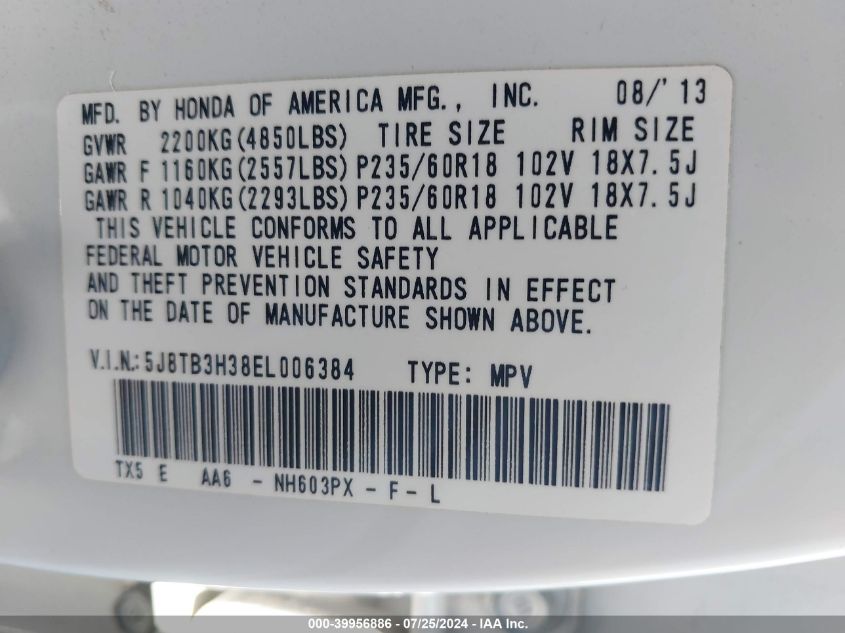 MFD. BY HONDA OF AMERICA MFG., INC. 08/'13
GVWR 2200KG(4850LBS) TIRE SIZE RIM SIZE
GAWR F 1160KG(2557LBS) P235/60R18 102V 18X7.5J
GAWR R 1040KG(2293LBS) P235/60R18 102V 18X7.5J
THIS VEHICLE CONFORMS TO ALL APPLICABLE
FEDERAL MOTOR VEHICLE SAFETY
AND THEFT PREVENTION STANDARDS IN EFFECT
ON THE DATE OF MANUFACTURE SHOWN ABOVE.
V.I.N.: 5J8TB3H38EL006384 TYPE: MPV
TX5 E AA6 - NH603PX - F - L
000-39956886 - 07/25/2024 - IAA Inc.